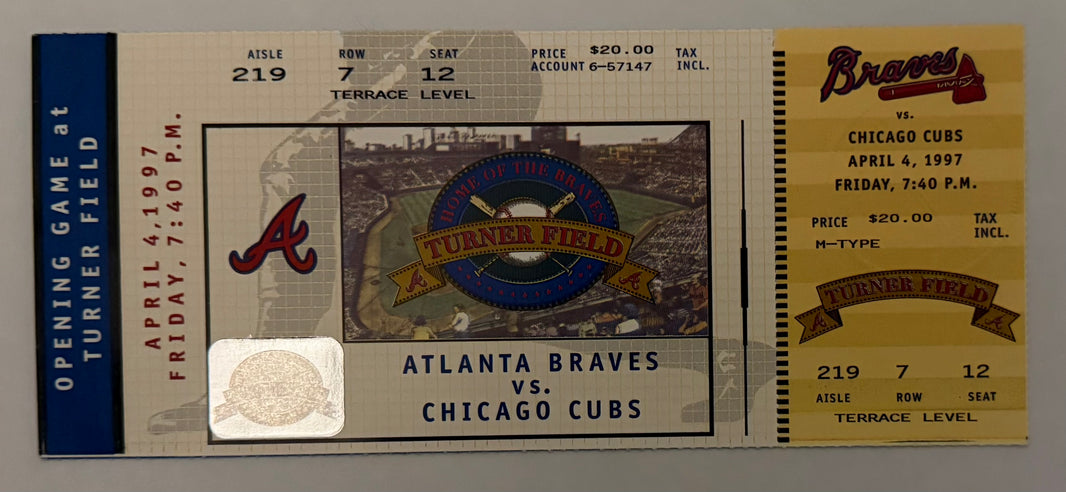 OPENING GAME at
TURNER FIELD
APRIL 4, 1997
FRIDAY, 7:40 P.M.
AISLE ROW SEAT
219 7 12
TERRACE LEVEL
PRICE $20.00 TAX
ACCOUNT 6-57147 INCL.
A
HOME OF THE BRAVES
TURNER FIELD
A A
ATLANTA BRAVES
vs.
CHICAGO CUBS
Braves
vs.
CHICAGO CUBS
APRIL 4, 1997
FRIDAY, 7:40 P.M.
PRICE $20.00 TAX
INCL.
M-TYPE
TURNER FIELD
A A
219 7 12
AISLE ROW SEAT
TERRACE LEVEL